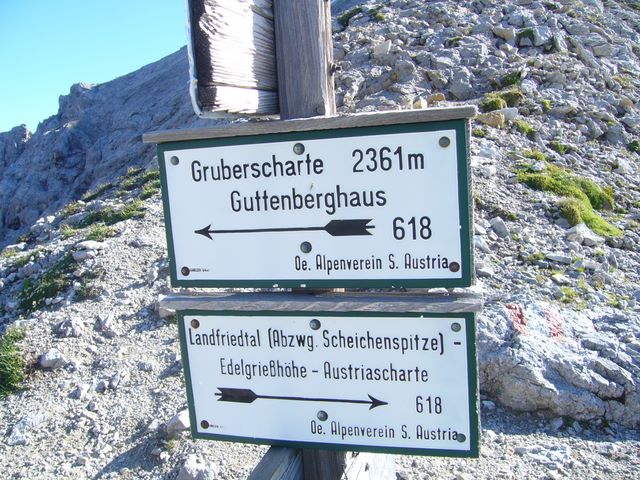 Gruberscharte 2361m
Guttenberghaus
618
Oe. Alpenverein S. Austria
Landfriedtal (Abzwg. Scheichenspitze) -
Edelgrießhöhe - Austriascharte
618
Oe. Alpenverein S. Austria